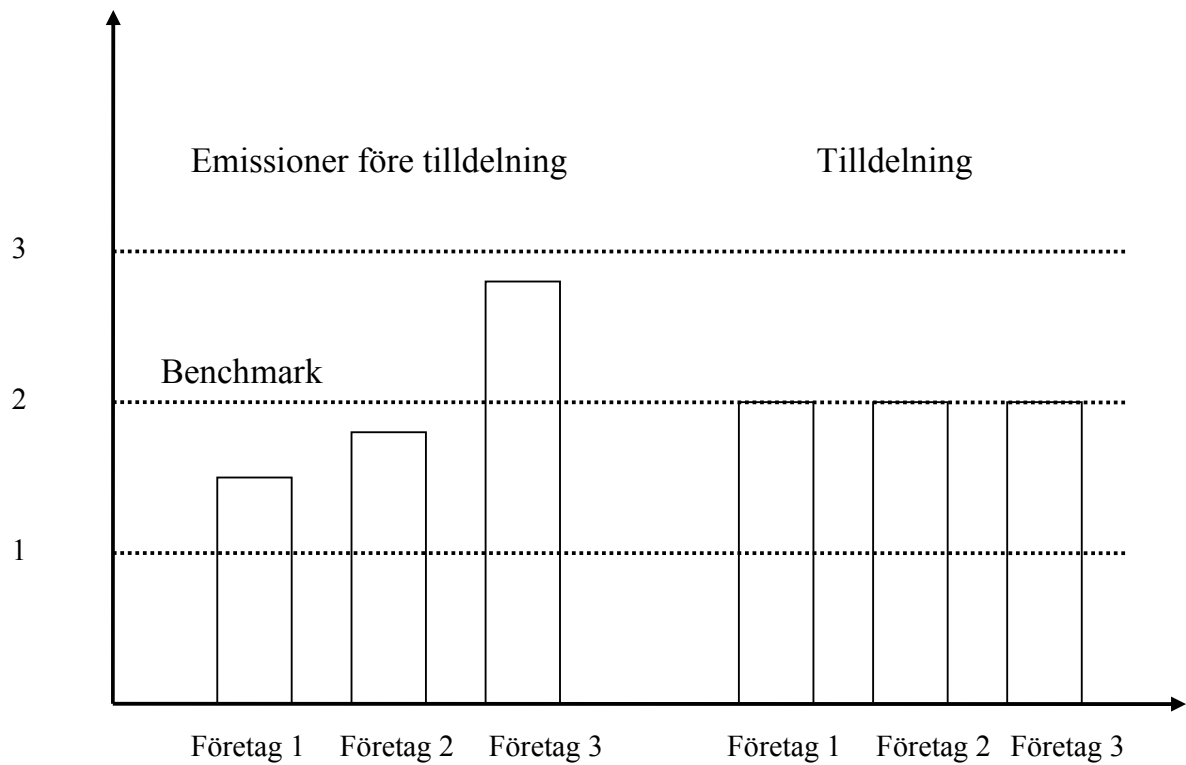 Emissioner före tilldelning Tilldelning
3
Benchmark
2
1
Företag 1 Företag 2 Företag 3 Företag 1 Företag 2 Företag 3